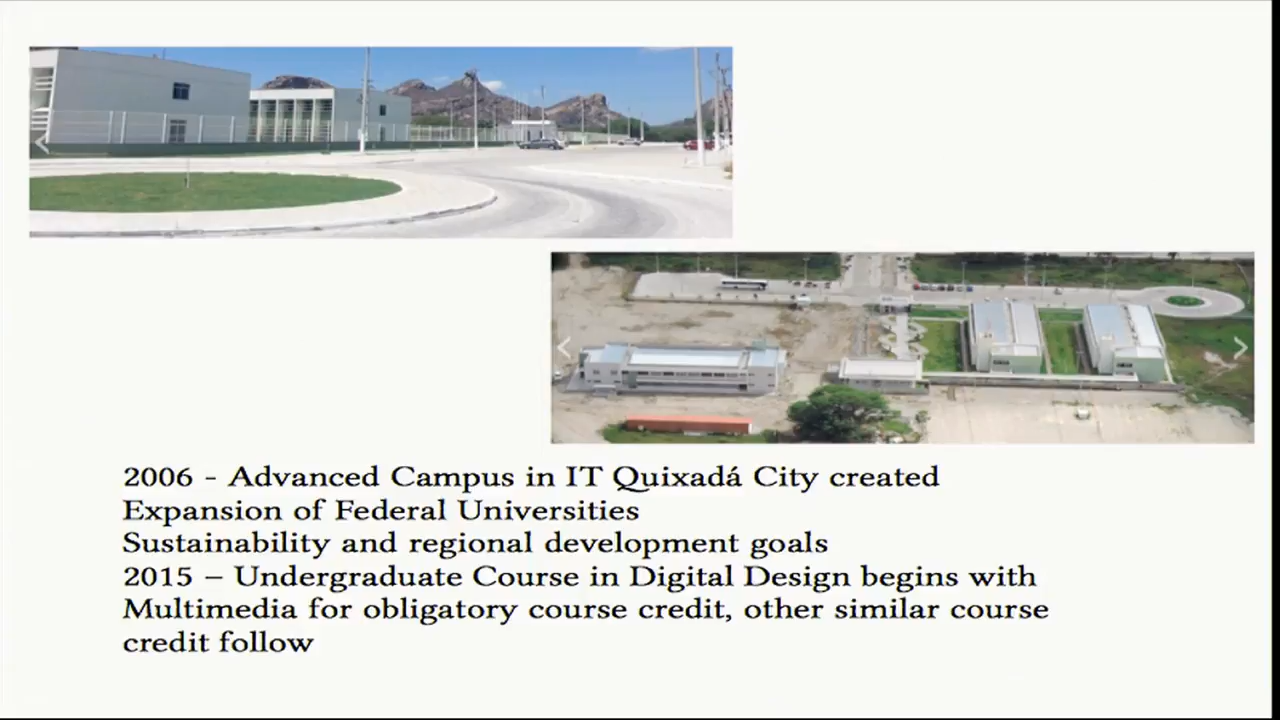 2006 - Advanced Campus in IT Quixadá City created
Expansion of Federal Universities
Sustainability and regional development goals
2015 – Undergraduate Course in Digital Design begins with
Multimedia for obligatory course credit, other similar course
credit follow